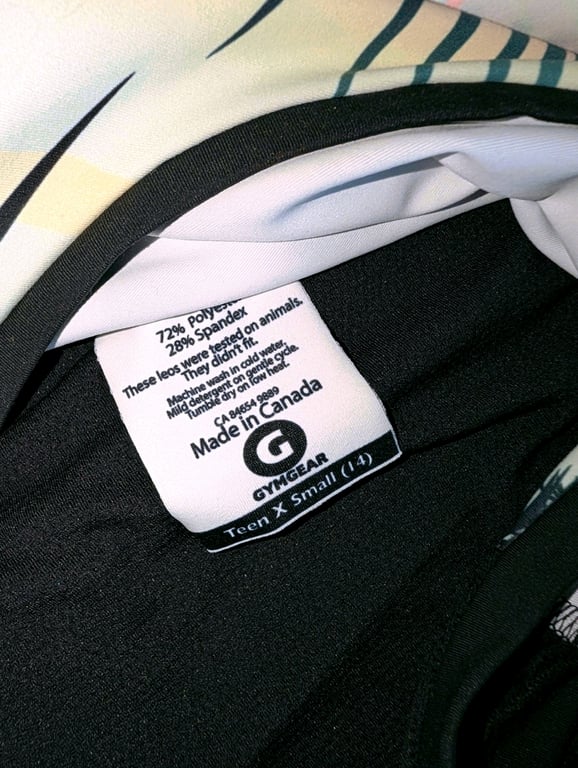 72% Polyest
28% Spandex
These leos were tested on animals.
They didn't fit.
Machine wash in cold water,
Mild detergent on gentle cycle.
Tumble dry on low heat.
CA 84654 9889
Made in Canada
G
GYMGEAR
Teen X Small (14)